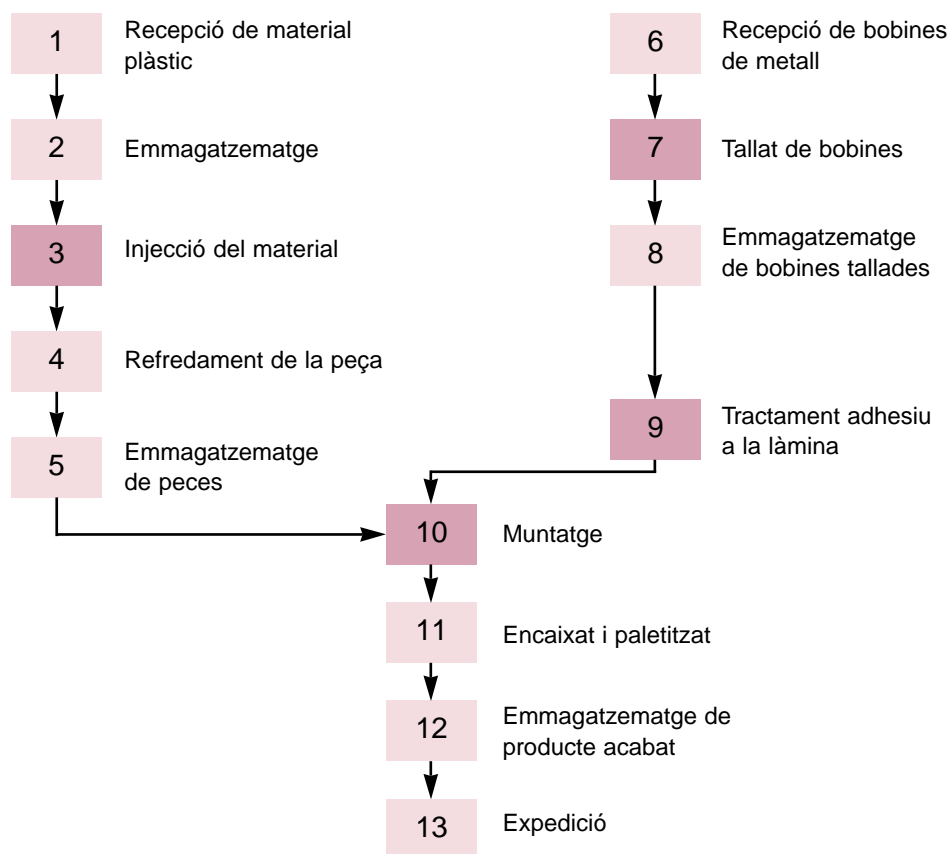 1
Recepció de material
plàstic
2
Emmagatzematge
3
Injecció del material
4
Refredament de la peça
5
Emmagatzematge
de peces
6
Recepció de bobines
de metall
7
Tallat de bobines
8
Emmagatzematge
de bobines tallades
9
Tractament adhesiu
a la làmina
10
Muntatge
11
Encaixat i paletitzat
12
Emmagatzematge de
producte acabat
13
Expedició